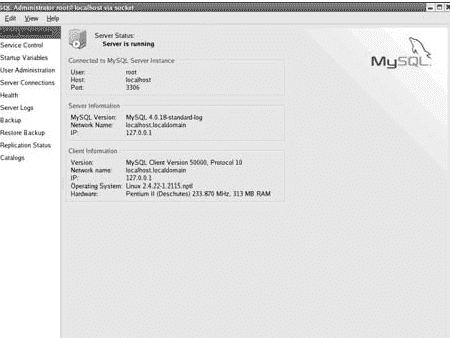 SQL Administrator root@localhost via socket
Edit View Help
Service Control
Startup Variables
User Administration
Server Connections
Health
Server Logs
Backup
Restore Backup
Replication Status
Catalogs
Server Status:
Server is running
MySQL
Connected to MySQL Server Instance
User: root
Host: localhost
Port: 3306
Server Information
MySQL Version: MySQL 4.0.18-standard-log
Network Name: localhost.localdomain
IP: 127.0.0.1
Client Information
Version: MySQL Client Version 50000, Protocol 10
Network name: localhost.localdomain
IP: 127.0.0.1
Operating System: Linux 2.4.22-1.2115.nptl
Hardware: Pentium II (Deschutes) 233.870 MHz, 313 MB RAM